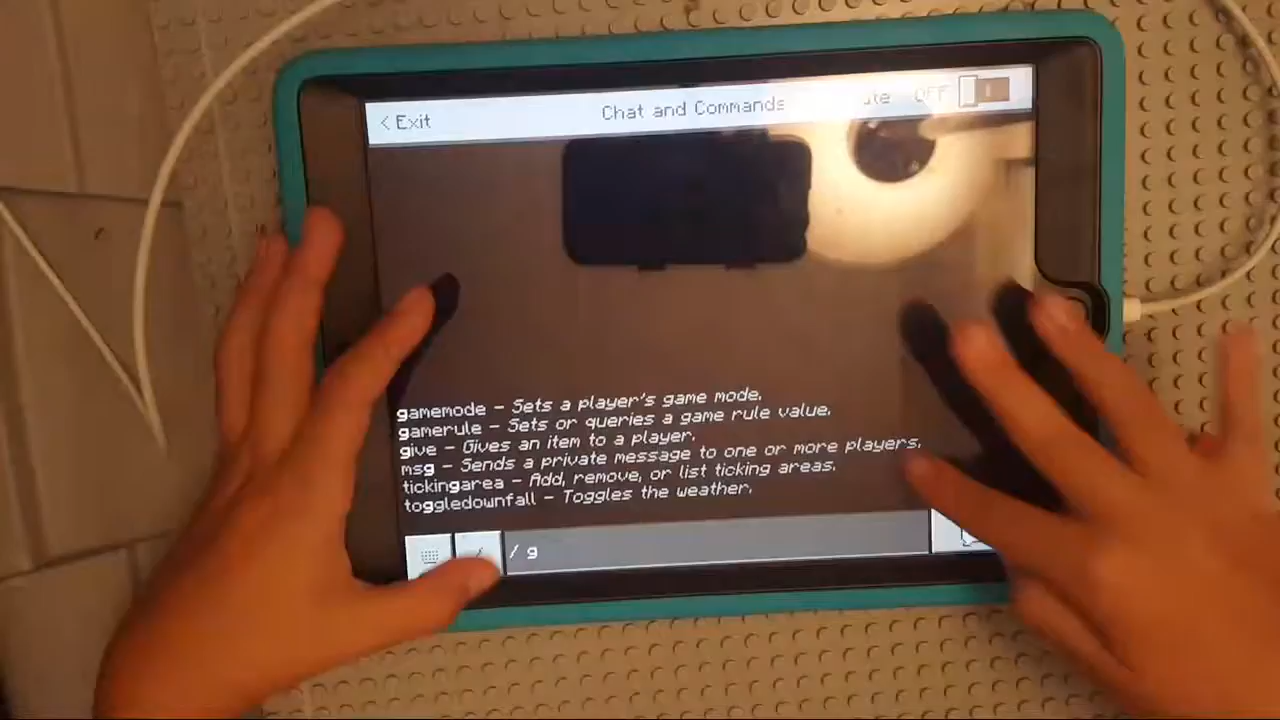 < Exit
Chat and Commands
OFF
gamemode – Sets a player's game mode.
gamerule – Sets or queries a game rule value.
give – Gives an item to a player.
msg – Sends a private message to one or more players.
tickingarea – Add, remove, or list ticking areas.
toggledownfall – Toggles the weather.
/ g